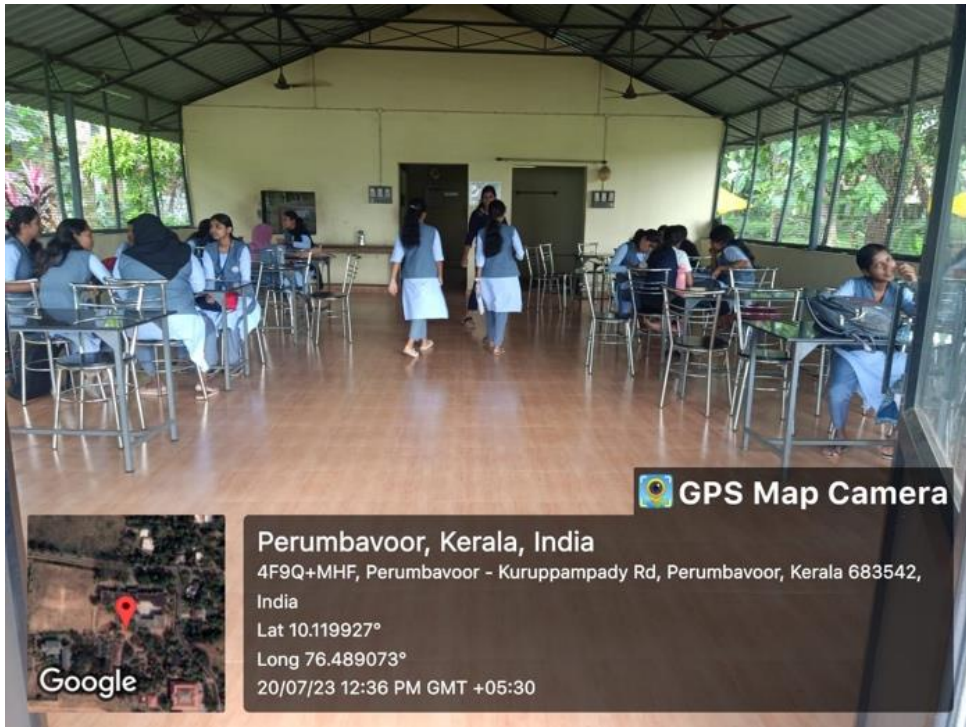 GPS Map Camera
Perumbavoor, Kerala, India
4F9Q+MHF, Perumbavoor - Kuruppampady Rd, Perumbavoor, Kerala 683542,
India
Lat 10.119927°
Long 76.489073°
20/07/23 12:36 PM GMT +05:30
Google